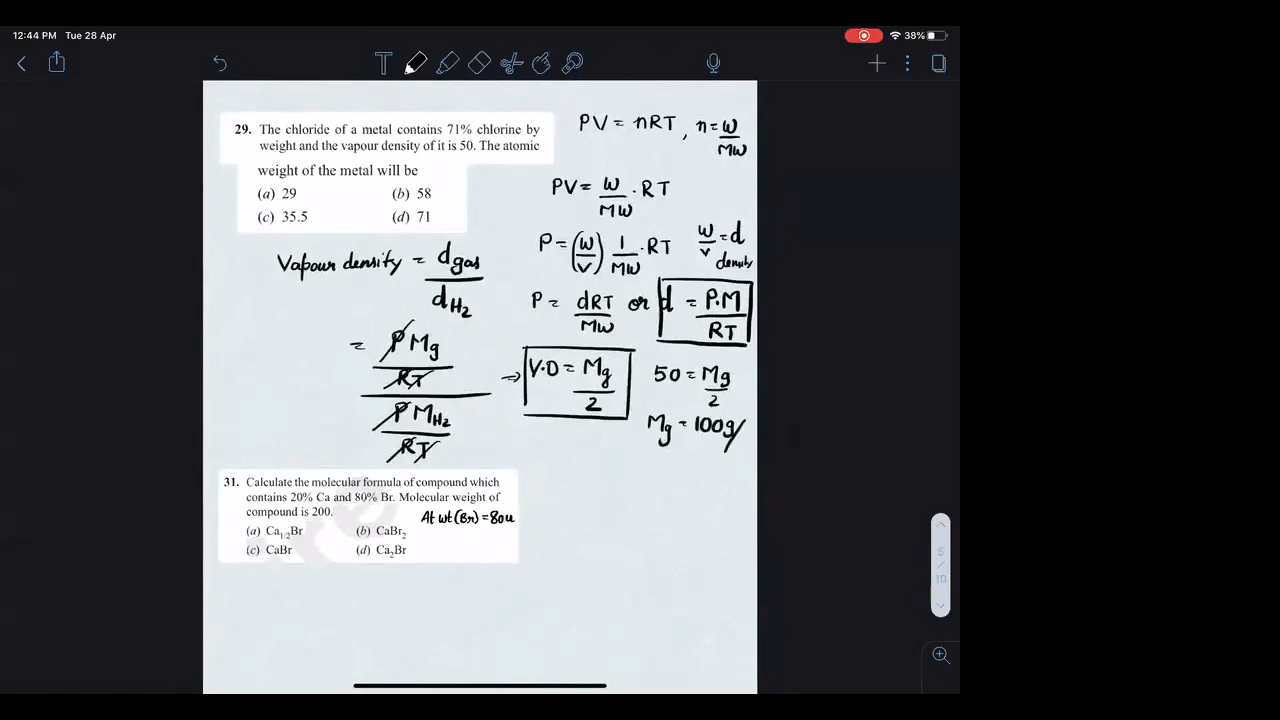 12:44 PM Tue 28 Apr
38%
29. The chloride of a metal contains 71% chlorine by
weight and the vapour density of it is 50. The atomic
weight of the metal will be
(a) 29 (b) 58
(c) 35.5 (d) 71
PV = nRT , n = w/MW
PV = w/MW . RT
P = (w/v) 1/MW . RT w/v = d
density
P = dRT/MW or d = P.M/RT
Vapour density = dgas/dH2
= PMg/RT
PMH2/RT
⇒ V.D = Mg/2
50 = Mg/2
Mg = 100g/
31. Calculate the molecular formula of compound which
contains 20% Ca and 80% Br. Molecular weight of
compound is 200.
At wt (Br) = 80u
(a) Ca1/2Br (b) CaBr2
(c) CaBr (d) Ca2Br
5
/
10